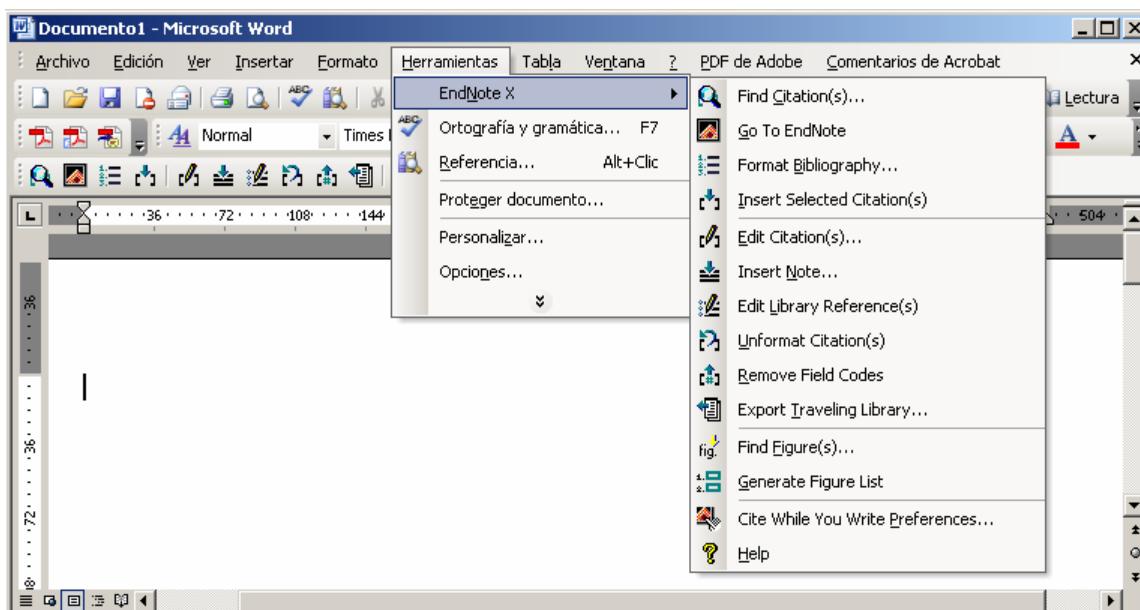 Documento1 - Microsoft Word
Archivo Edición Ver Insertar Formato Herramientas Tabla Ventana ? PDF de Adobe Comentarios de Acrobat
Lectura
Normal Times
L 36 72 108 144 504
EndNote X
Ortografía y gramática... F7
Referencia... Alt+Clic
Proteger documento...
Personalizar...
Opciones...
Find Citation(s)...
Go To EndNote
Format Bibliography...
Insert Selected Citation(s)
Edit Citation(s)...
Insert Note...
Edit Library Reference(s)
Unformat Citation(s)
Remove Field Codes
Export Traveling Library...
Find Figure(s)...
Generate Figure List
Cite While You Write Preferences...
Help
36
36
72